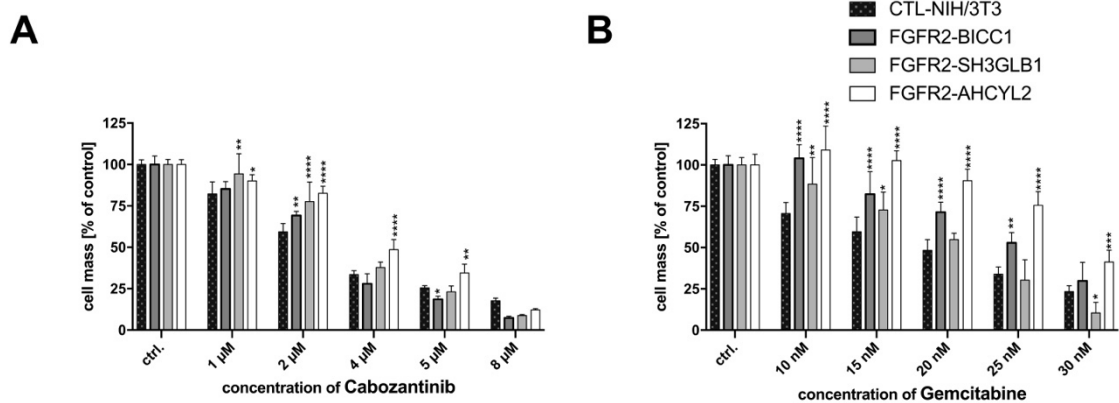 A
cell mass [% of control]
125
100
75
50
25
0
** *
** **** ****
****
* **
ctrl.
1 µM
2 µM
4 µM
5 µM
8 µM
concentration of Cabozantinib
B
CTL-NIH/3T3
FGFR2-BICC1
FGFR2-SH3GLB1
FGFR2-AHCYL2
cell mass [% of control]
125
100
75
50
25
0
**** ** ****
**** * ****
**** ****
** ****
* ***
ctrl.
10 nM
15 nM
20 nM
25 nM
30 nM
concentration of Gemcitabine